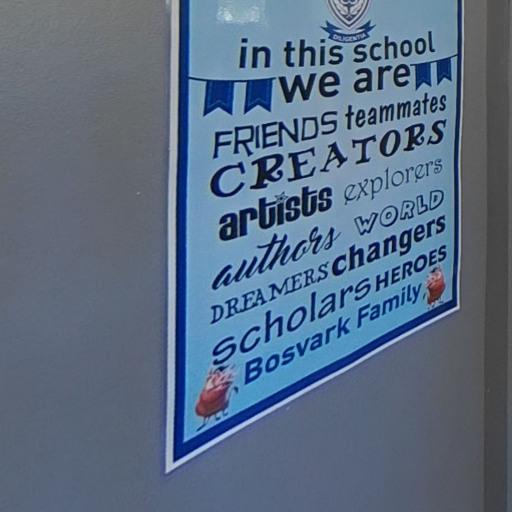 DILIGENTIA
in this school
we are
FRIENDS teammates
CREATORS
artists explorers
authors WORLD
DREAMERS changers
scholars HEROES
Bosvark Family